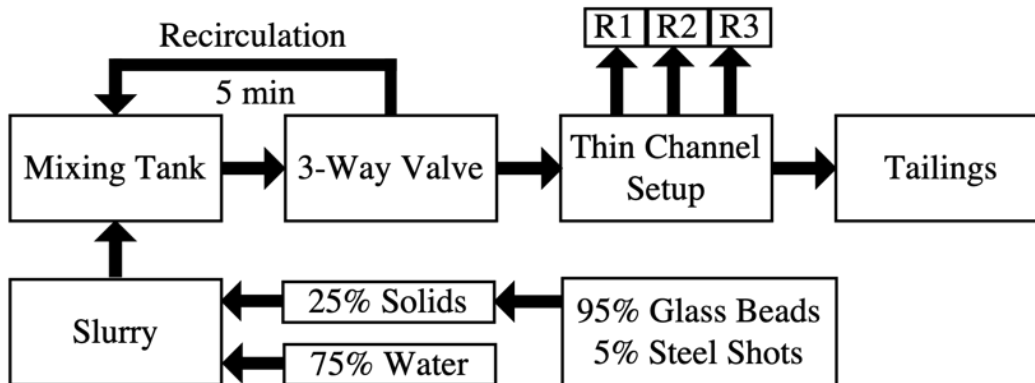 Recirculation
5 min
R1 R2 R3
Mixing Tank
3-Way Valve
Thin Channel
Setup
Tailings
Slurry
25% Solids
75% Water
95% Glass Beads
5% Steel Shots